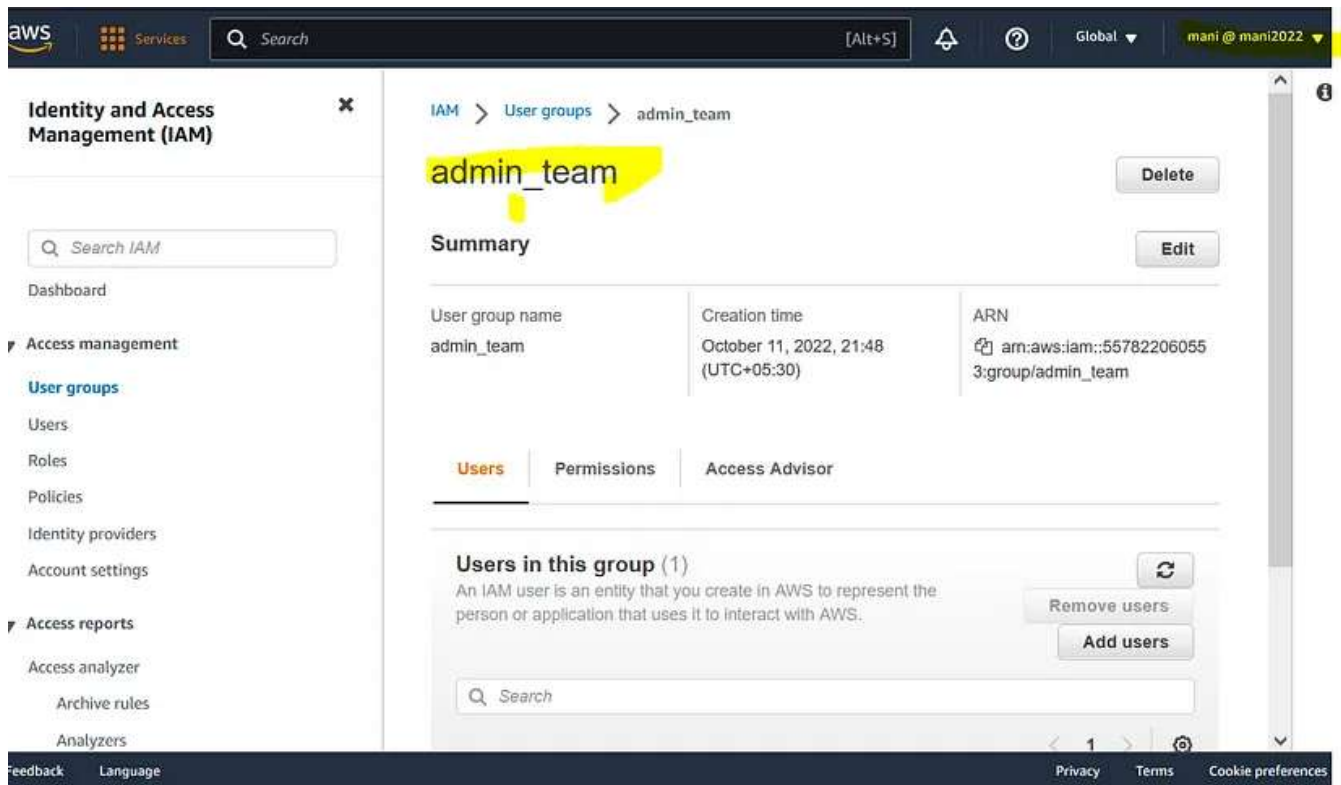 aws Services Search [Alt+S] Global mani @ mani2022
Identity and Access
Management (IAM)
Search IAM
Dashboard
Access management
User groups
Users
Roles
Policies
Identity providers
Account settings
Access reports
Access analyzer
Archive rules
Analyzers
IAM > User groups > admin_team
admin_team
Delete
Summary
Edit
User group name
admin_team
Creation time
October 11, 2022, 21:48
(UTC+05:30)
ARN
arn:aws:iam::55782206055
3:group/admin_team
Users Permissions Access Advisor
Users in this group (1)
An IAM user is an entity that you create in AWS to represent the
person or application that uses it to interact with AWS.
Remove users
Add users
Search
1
Feedback Language Privacy Terms Cookie preferences